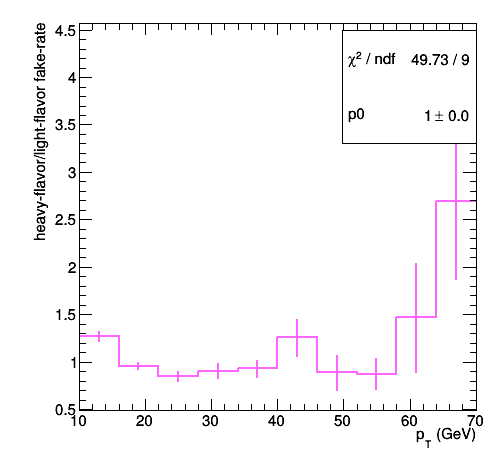 heavy-flavor/light-flavor fake-rate
4.5
4
3.5
3
2.5
2
1.5
1
0.5
χ² / ndf 49.73 / 9
p0 1 ± 0.0
10 20 30 40 50 60 70
p_T (GeV)